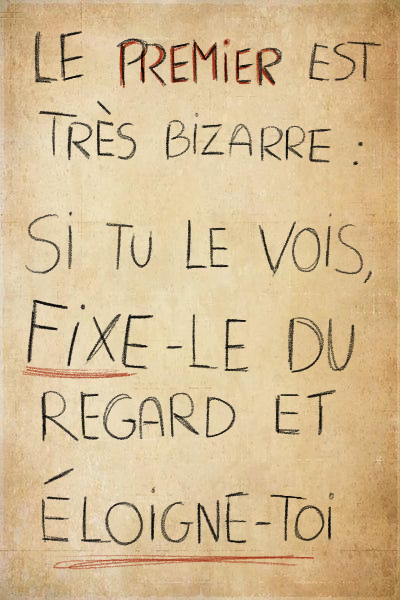 LE PREMIER EST
TRÈS BIZARRE :
SI TU LE VOIS,
FIXE-LE DU
REGARD ET
ÉLOIGNE-TOI